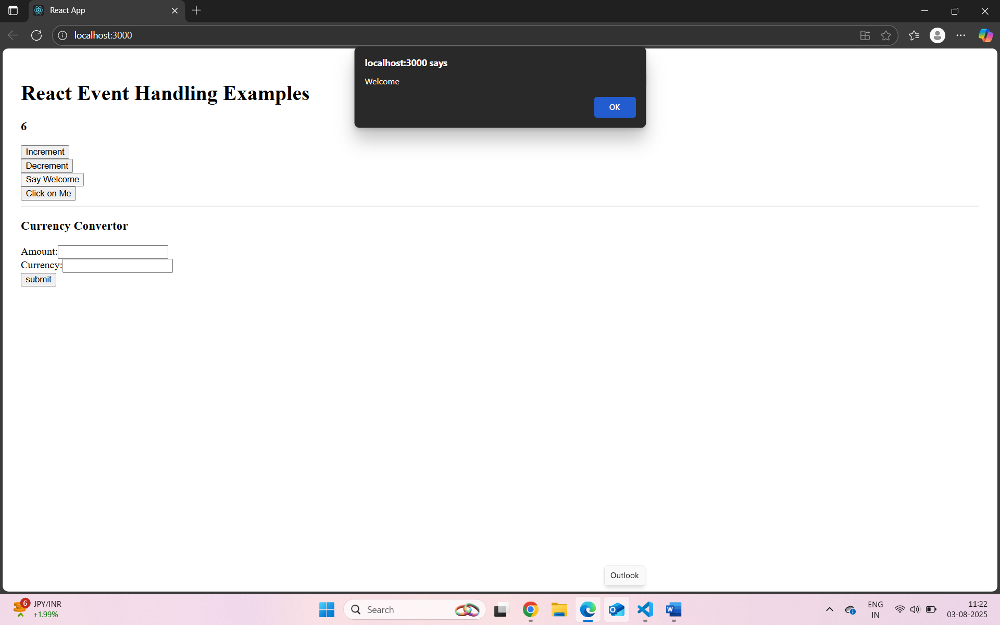 React App
localhost:3000
localhost:3000 says
Welcome
OK
React Event Handling Examples
6
Increment
Decrement
Say Welcome
Click on Me
Currency Convertor
Amount:
Currency:
submit
Outlook
6
JPY/INR
+1.99%
Search
ENG
IN
11:22
03-08-2025